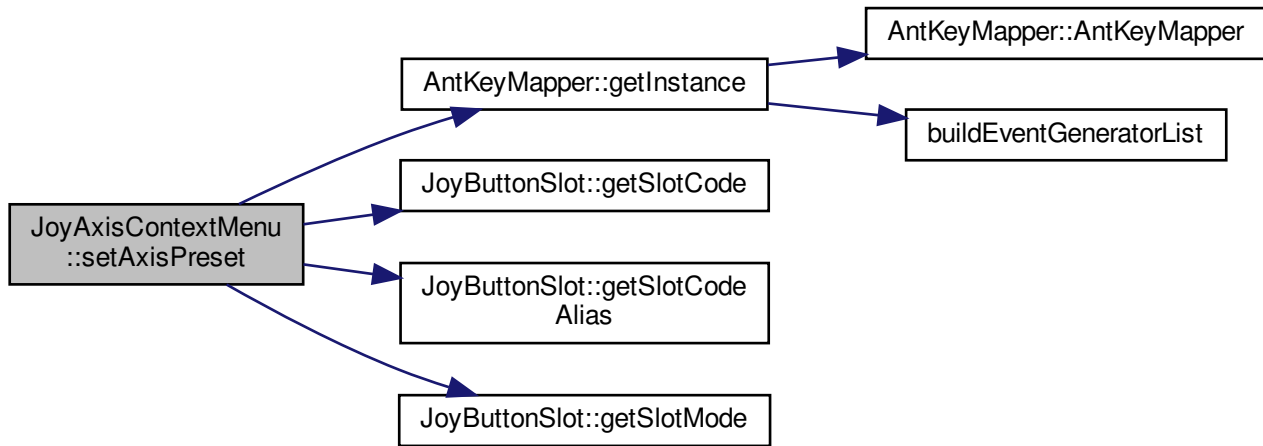 JoyAxisContextMenu
::setAxisPreset
AntKeyMapper::getInstance
AntKeyMapper::AntKeyMapper
buildEventGeneratorList
JoyButtonSlot::getSlotCode
JoyButtonSlot::getSlotCode
Alias
JoyButtonSlot::getSlotMode